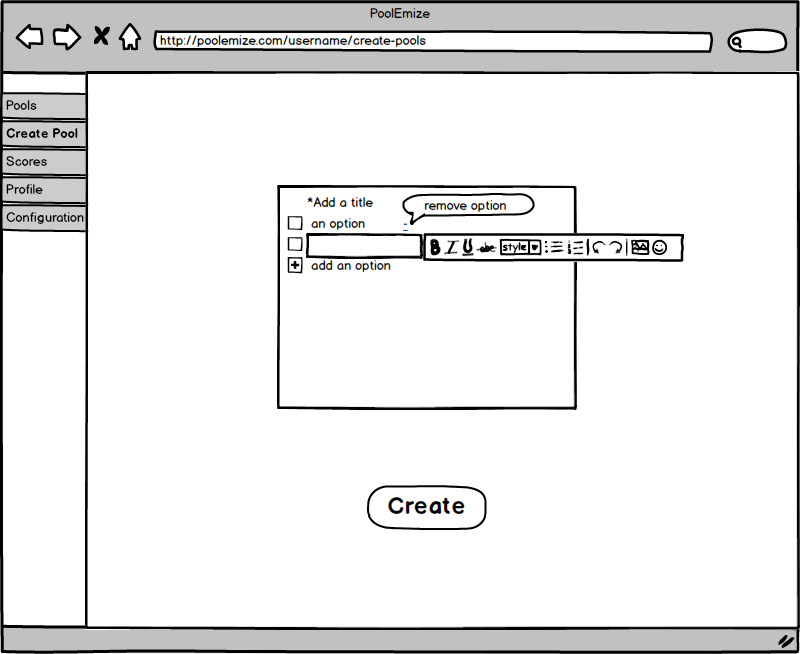 PoolEmize
http://poolemize.com/username/create-pools
Pools
Create Pool
Scores
Profile
Configuration
*Add a title
remove option
an option -
B I U abc style
add an option
Create